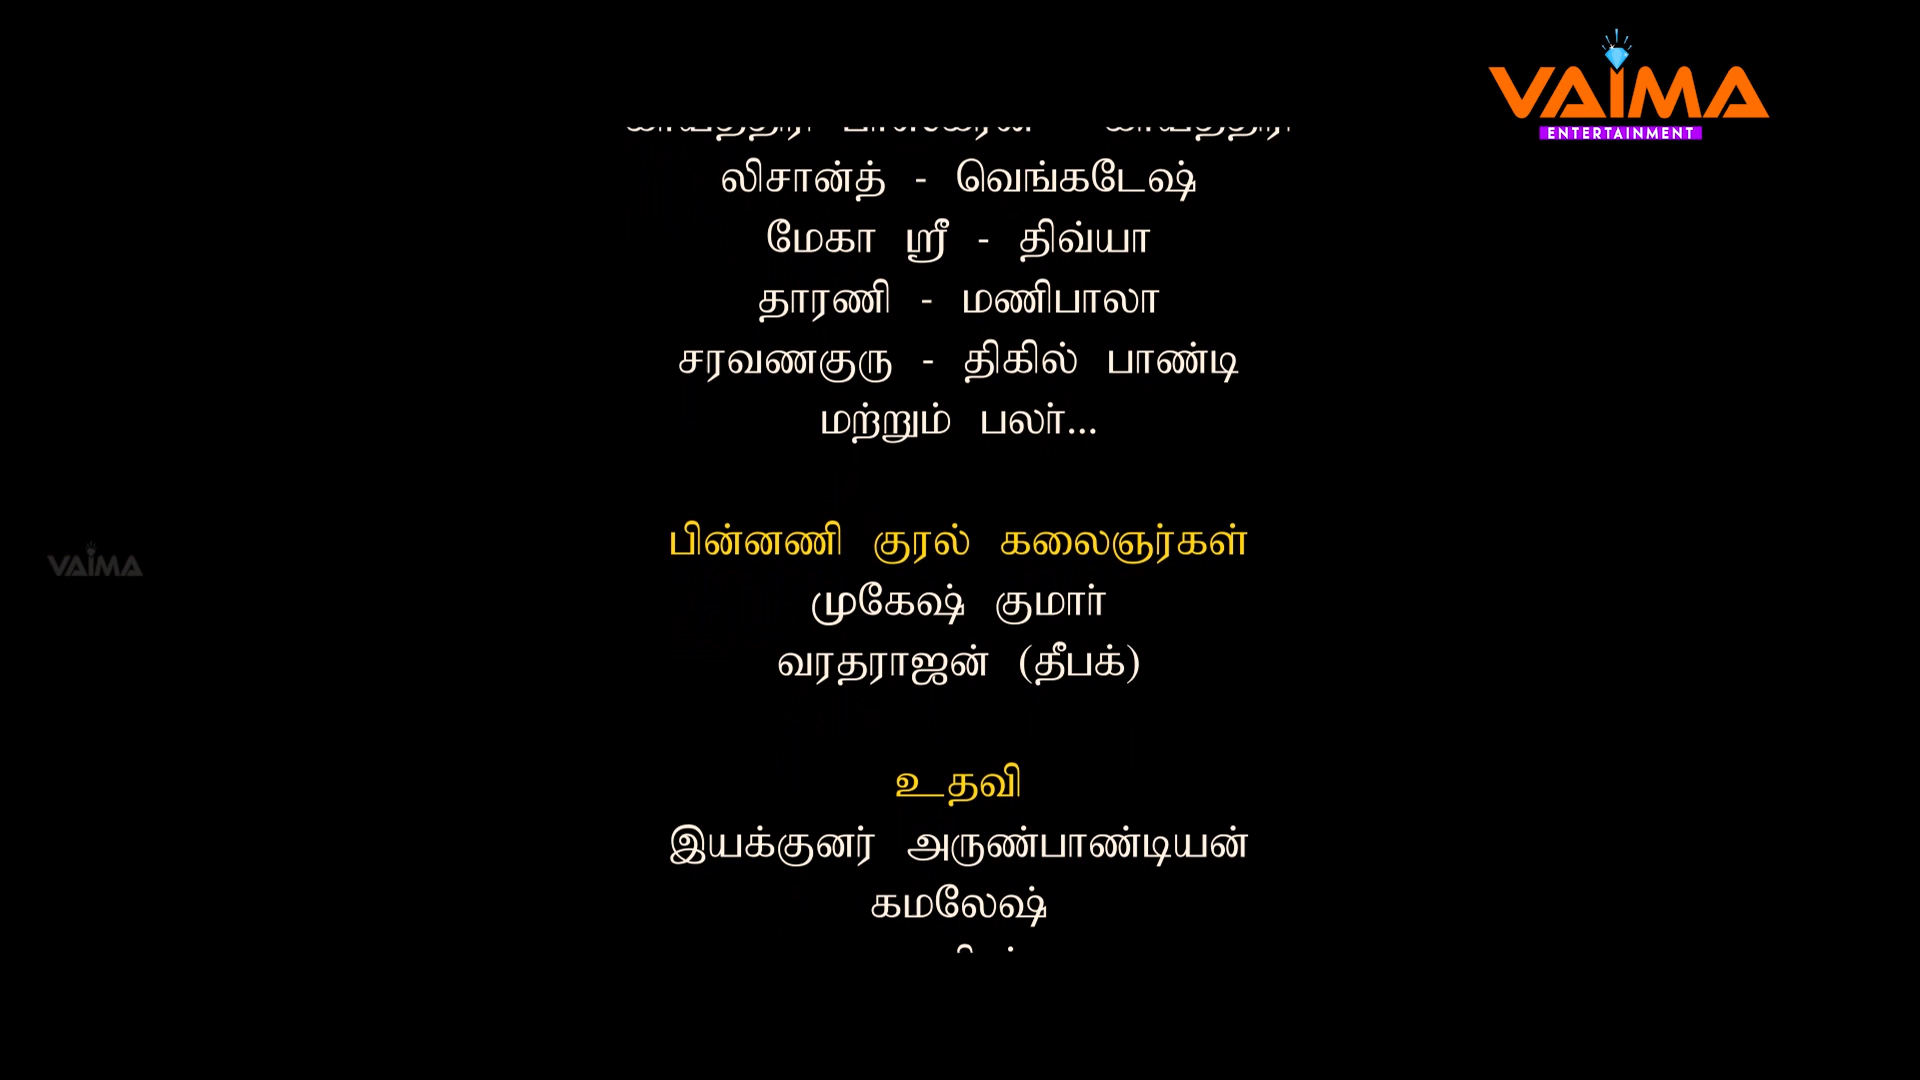 VAIMA
ENTERTAINMENT
லிசான்த் - வெங்கடேஷ்
மேகா ஸ்ரீ - திவ்யா
தாரணி - மணிபாலா
சரவணகுரு - திகில் பாண்டி
மற்றும் பலர்...
பின்னணி குரல் கலைஞர்கள்
VAIMA
முகேஷ் குமார்
வரதராஜன் (தீபக்)
உதவி
இயக்குனர் அருண்பாண்டியன்
கமலேஷ்